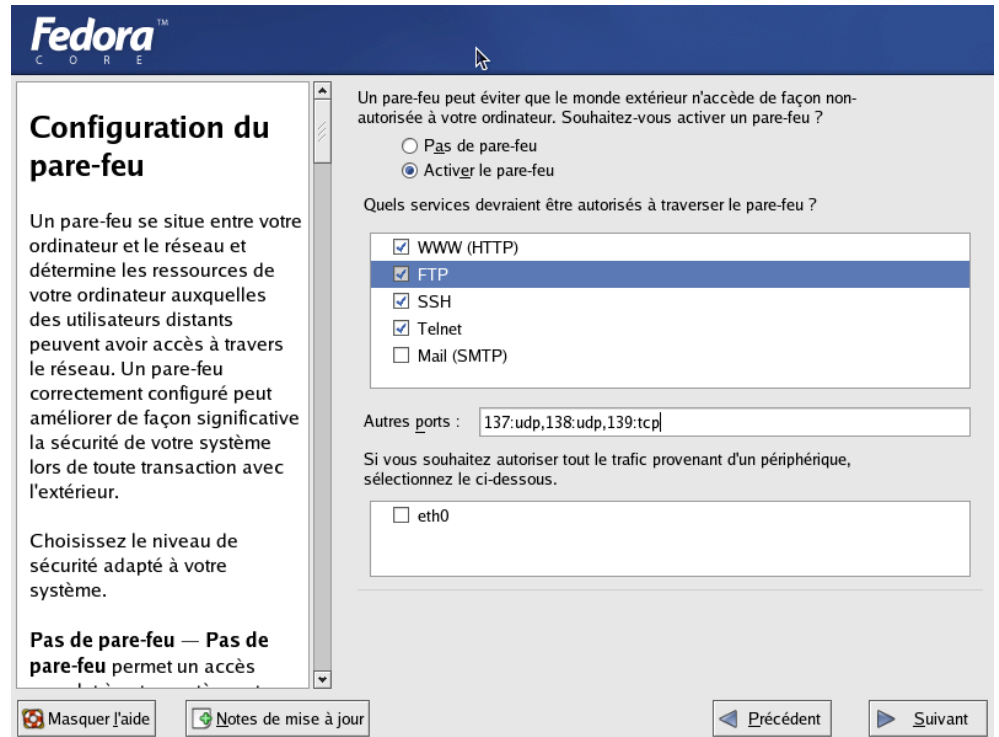 Fedora™
CORE
Configuration du
pare-feu
Un pare-feu se situe entre votre
ordinateur et le réseau et
détermine les ressources de
votre ordinateur auxquelles
des utilisateurs distants
peuvent avoir accès à travers
le réseau. Un pare-feu
correctement configuré peut
améliorer de façon significative
la sécurité de votre système
lors de toute transaction avec
l'extérieur.
Choisissez le niveau de
sécurité adapté à votre
système.
Pas de pare-feu — Pas de
pare-feu permet un accès
Un pare-feu peut éviter que le monde extérieur n'accède de façon non-
autorisée à votre ordinateur. Souhaitez-vous activer un pare-feu ?
Pas de pare-feu
Activer le pare-feu
Quels services devraient être autorisés à traverser le pare-feu ?
WWW (HTTP)
FTP
SSH
Telnet
Mail (SMTP)
Autres ports : 137:udp,138:udp,139:tcp
Si vous souhaitez autoriser tout le trafic provenant d'un périphérique,
sélectionnez le ci-dessous.
eth0
Masquer l'aide
Notes de mise à jour
Précédent
Suivant